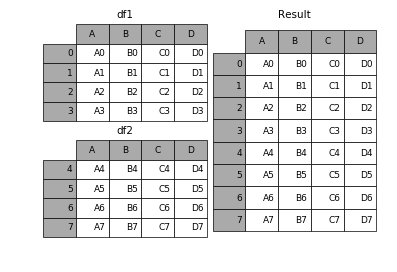 df1
A B C D
0 A0 B0 C0 D0
1 A1 B1 C1 D1
2 A2 B2 C2 D2
3 A3 B3 C3 D3
df2
A B C D
4 A4 B4 C4 D4
5 A5 B5 C5 D5
6 A6 B6 C6 D6
7 A7 B7 C7 D7
Result
A B C D
0 A0 B0 C0 D0
1 A1 B1 C1 D1
2 A2 B2 C2 D2
3 A3 B3 C3 D3
4 A4 B4 C4 D4
5 A5 B5 C5 D5
6 A6 B6 C6 D6
7 A7 B7 C7 D7